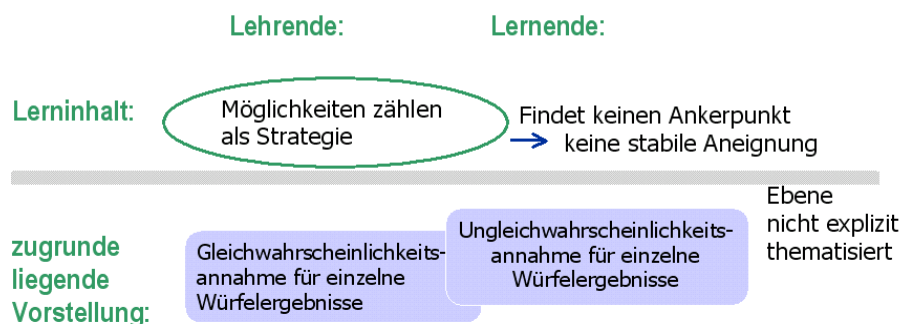 Lehrende:
Lernende:
Lerninhalt:
Möglichkeiten zählen
als Strategie
Findet keinen Ankerpunkt
keine stabile Aneignung
Ebene
nicht explizit
thematisiert
zugrunde
liegende
Vorstellung:
Gleichwahrscheinlichkeits-
annahme für einzelne
Würfelergebnisse
Ungleichwahrscheinlichkeits-
annahme für einzelne
Würfelergebnisse